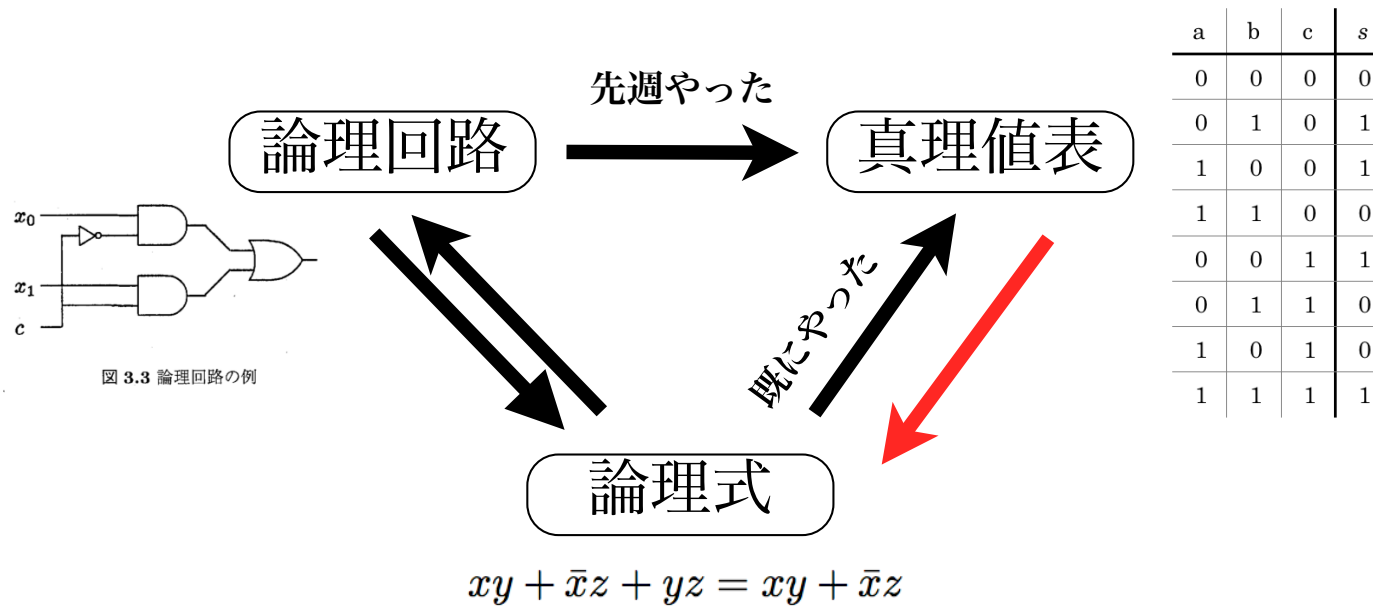 先週やった
論理回路
真理値表
x₀
x₁
c
図 3.3 論理回路の例
既にやった
論理式
xy + x̄z + yz = xy + x̄z
a b c s
0 0 0 0
0 1 0 1
1 0 0 1
1 1 0 0
0 0 1 1
0 1 1 0
1 0 1 0
1 1 1 1